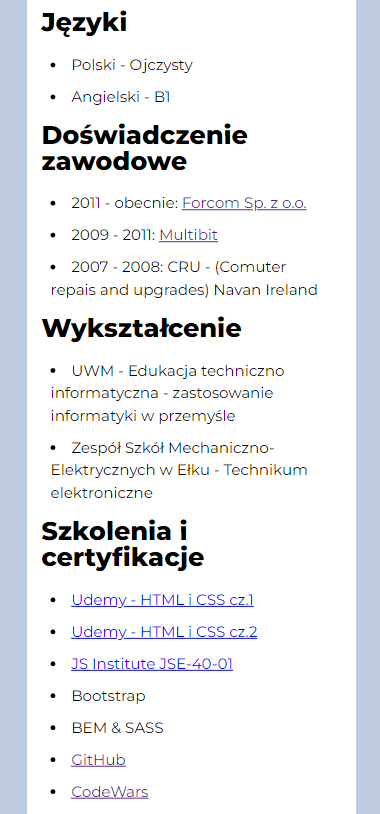 Języki
Polski - Ojczysty
Angielski - B1
Doświadczenie
zawodowe
2011 - obecnie: Forcom Sp. z o.o.
2009 - 2011: Multibit
2007 - 2008: CRU - (Comuter
repais and upgrades) Navan Ireland
Wykształcenie
UWM - Edukacja techniczno
informatyczna - zastosowanie
informatyki w przemyśle
Zespół Szkół Mechaniczno-
Elektrycznych w Ełku - Technikum
elektroniczne
Szkolenia i
certyfikacje
Udemy - HTML i CSS cz.1
Udemy - HTML i CSS cz.2
JS Institute JSE-40-01
Bootstrap
BEM & SASS
GitHub
CodeWars